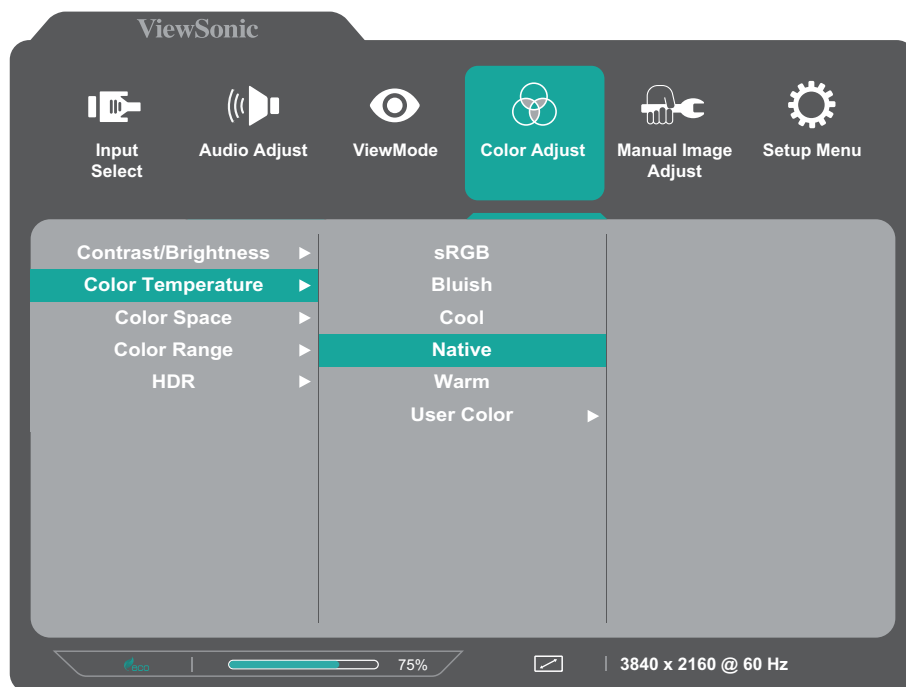 ViewSonic
Input Select
Audio Adjust
ViewMode
Color Adjust
Manual Image Adjust
Setup Menu
Contrast/Brightness
Color Temperature
Color Space
Color Range
HDR
sRGB
Bluish
Cool
Native
Warm
User Color
eco
75%
3840 x 2160 @ 60 Hz